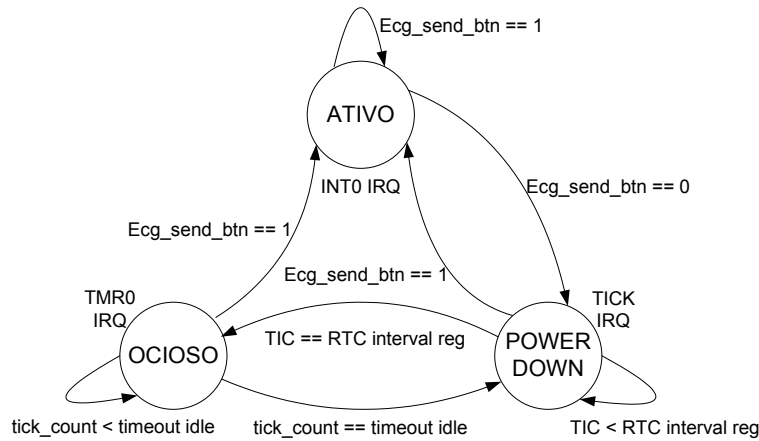 Ecg_send_btn == 1
ATIVO
INT0 IRQ
Ecg_send_btn == 0
Ecg_send_btn == 1
Ecg_send_btn == 1
TMR0
IRQ
TICK
IRQ
TIC == RTC interval reg
OCIOSO
POWER
DOWN
tick_count < timeout idle
tick_count == timeout idle
TIC < RTC interval reg